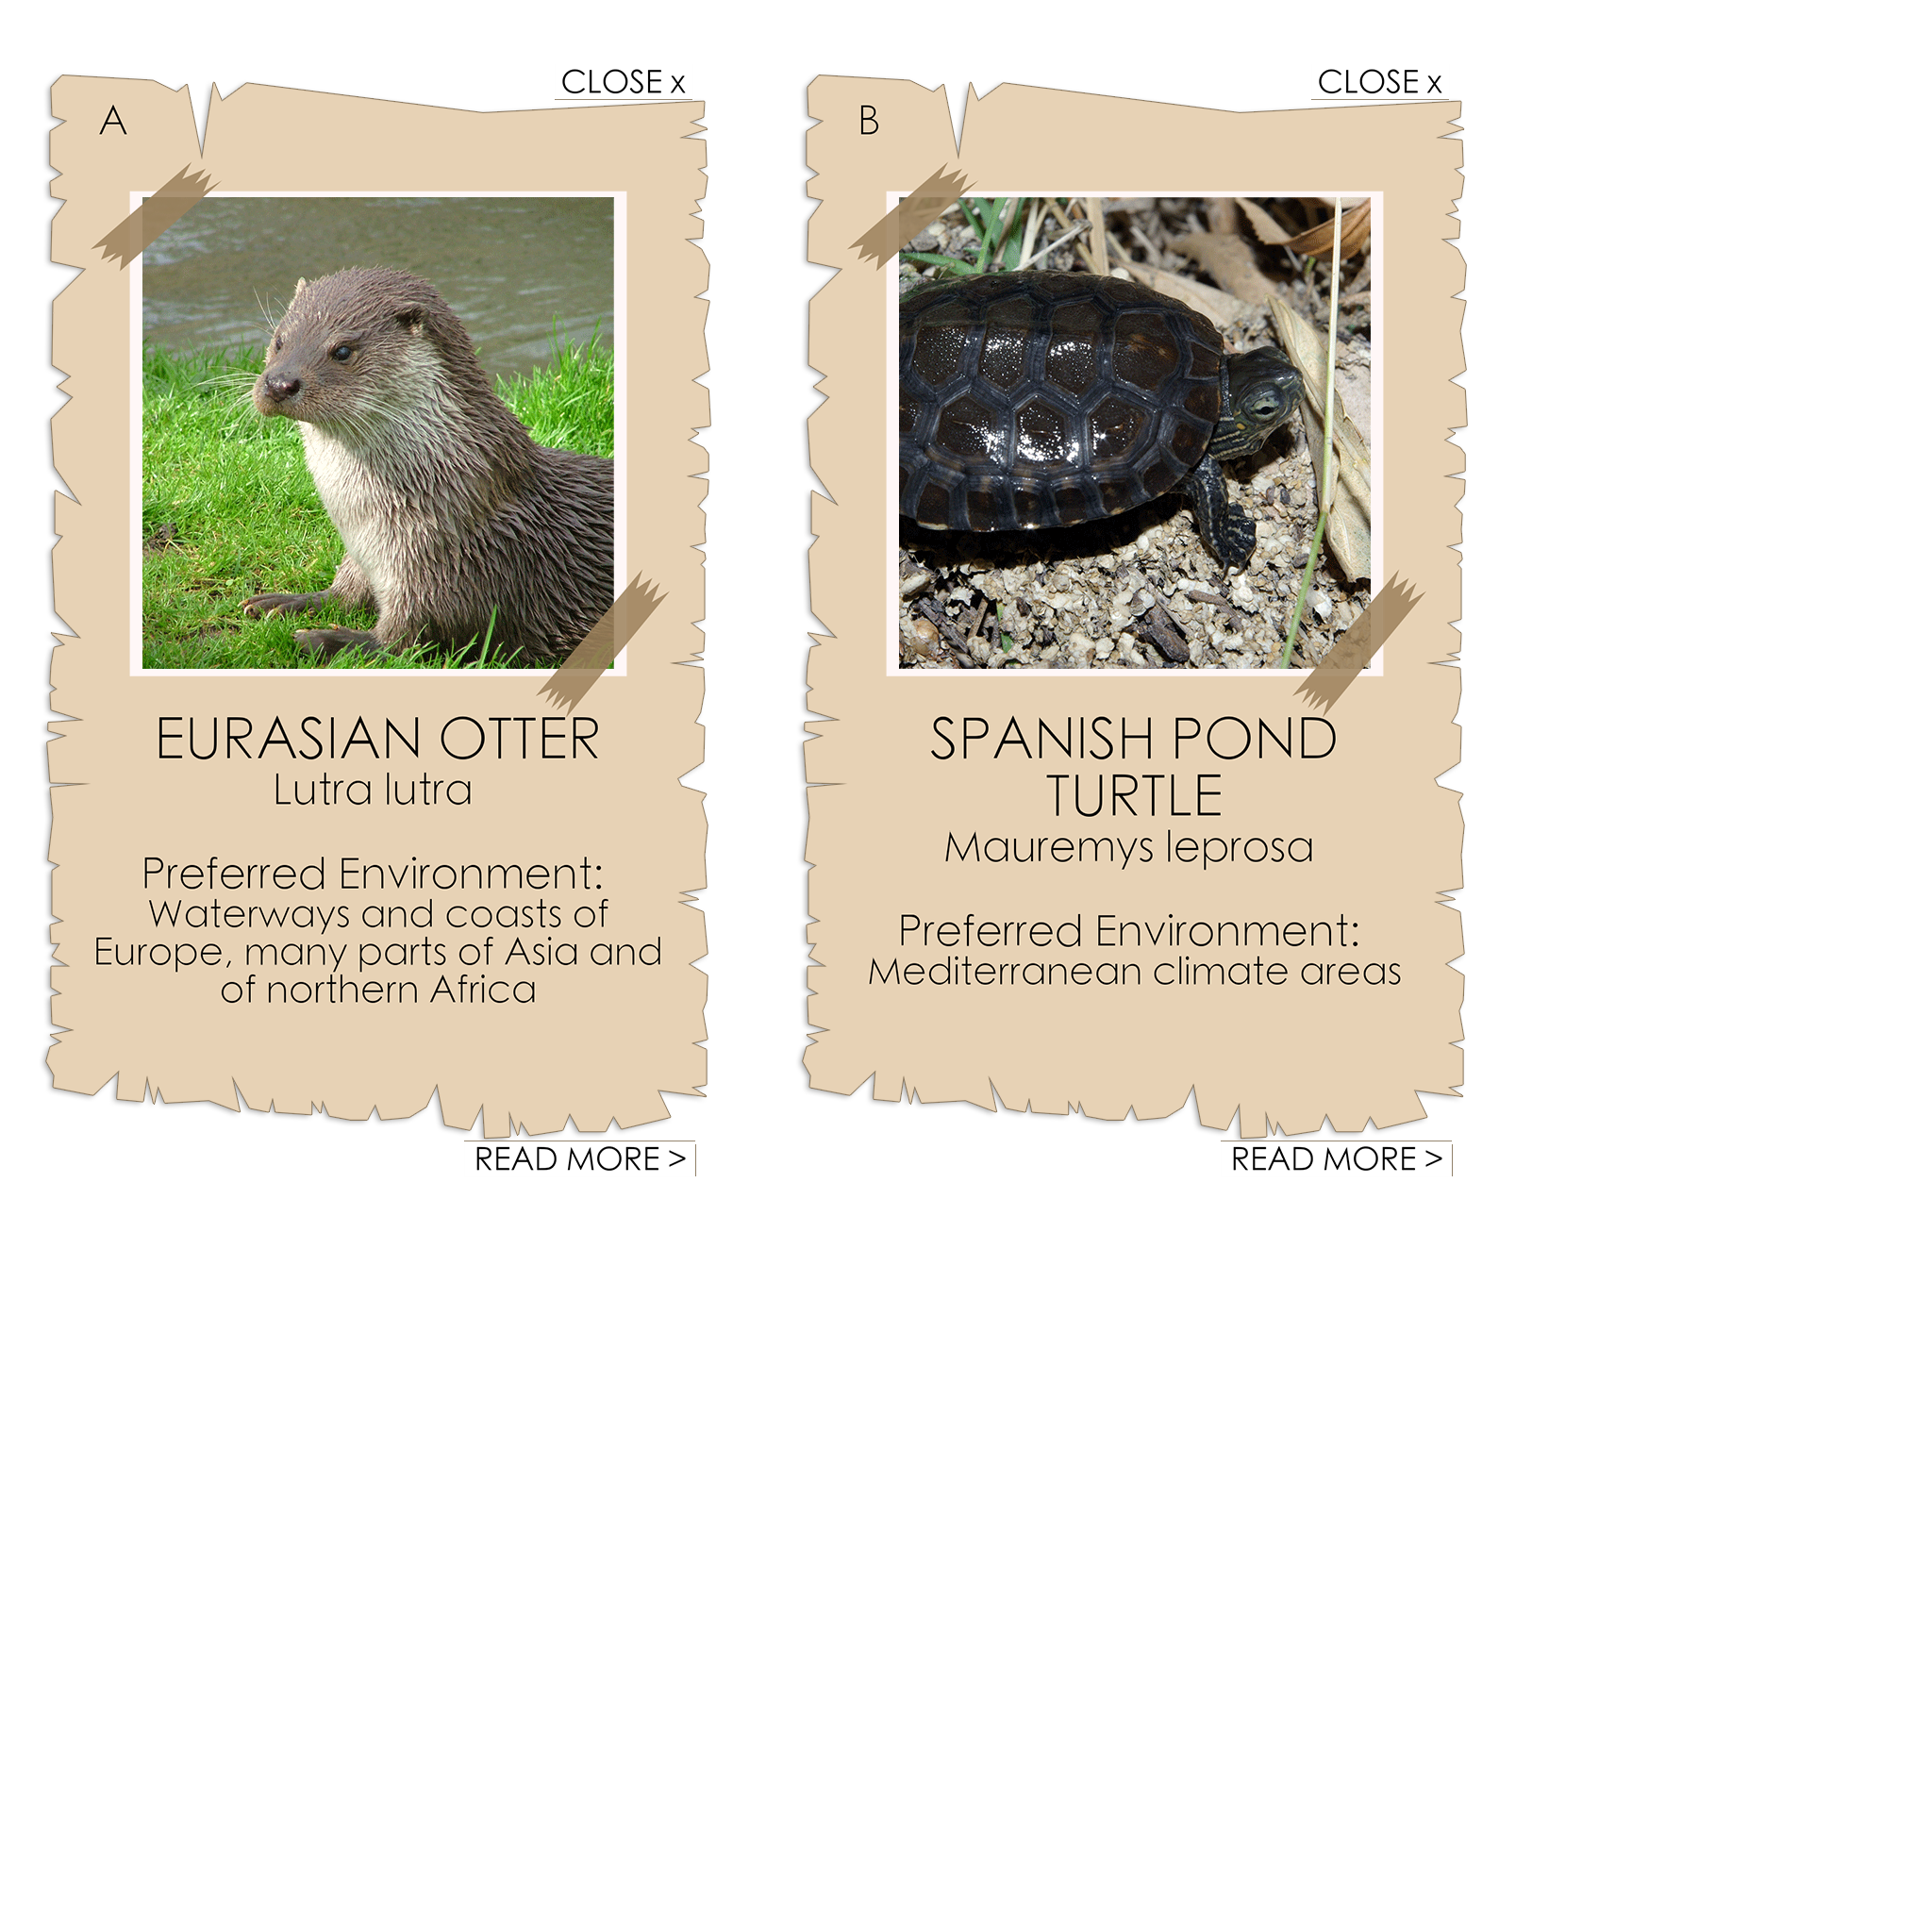 CLOSE x
A
EURASIAN OTTER
Lutra lutra
Preferred Environment:
Waterways and coasts of
Europe, many parts of Asia and
of northern Africa
READ MORE >
CLOSE x
B
SPANISH POND
TURTLE
Mauremys leprosa
Preferred Environment:
Mediterranean climate areas
READ MORE >